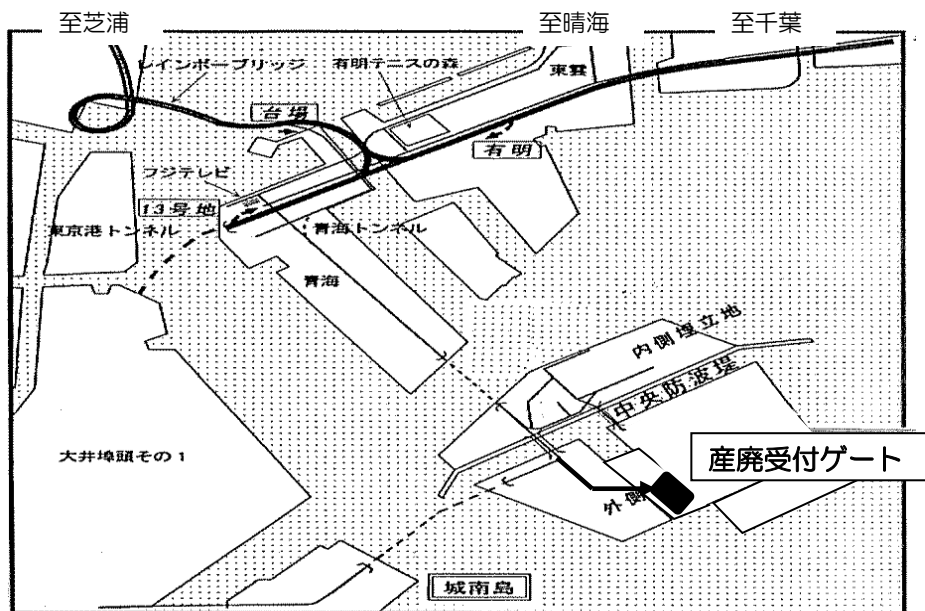 至芝浦
至晴海
至千葉
レインボーブリッジ
有明テニスの森
東雲
台場
有明
フジテレビ
13号地
東京港トンネル
青海トンネル
青海
内側埋立地
中央防波堤
大井埠頭その1
産廃受付ゲート
外側
城南島